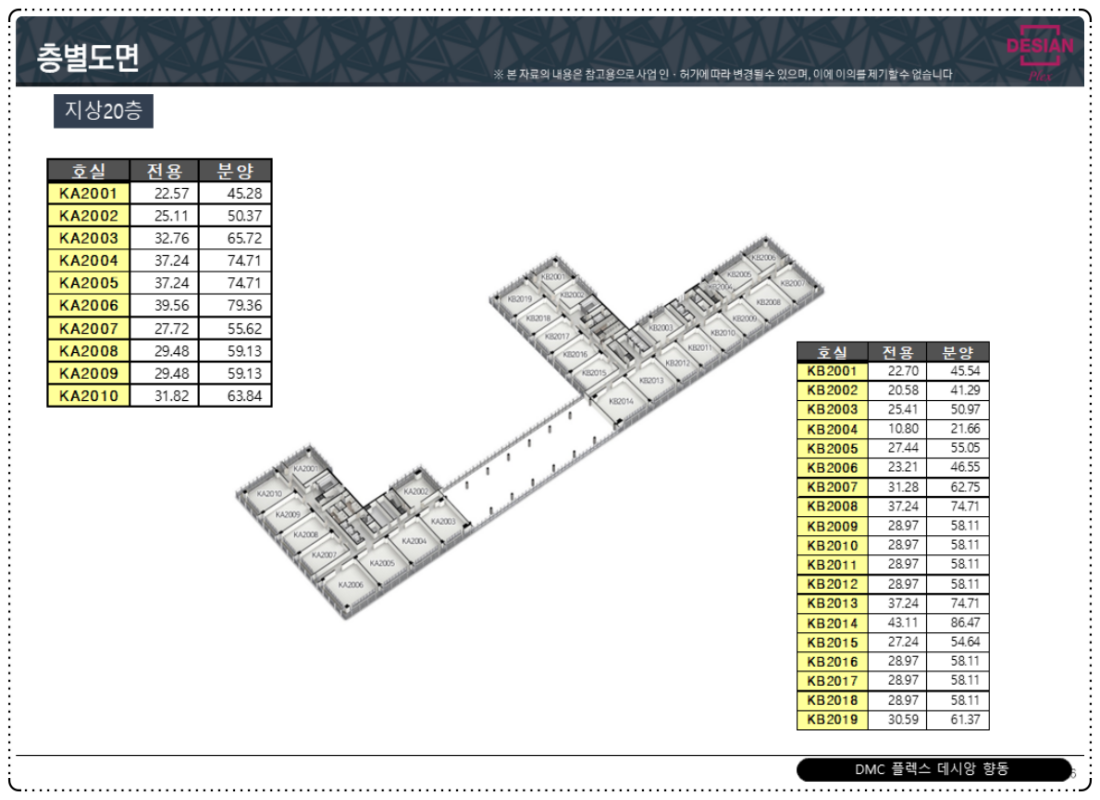 층별도면
※ 본 자료의 내용은 참고용으로 사업 인·허가에 따라 변경될 수 있으며, 이에 이의를 제기할 수 없습니다
DESIAN
flex
지상20층
호실 전용 분양
KA2001 22.57 45.28
KA2002 25.11 50.37
KA2003 32.76 65.72
KA2004 37.24 74.71
KA2005 37.24 74.71
KA2006 39.56 79.36
KA2007 27.72 55.62
KA2008 29.48 59.13
KA2009 29.48 59.13
KA2010 31.82 63.84
KB2006
KB2005
KB2004
KB2007
KB2008
KB2001
KB2002
KB2019
KB2018
KB2017
KB2016
KB2015
KB2003
KB2009
KB2010
KB2011
KB2012
KB2013
KB2014
KA2001
KA2002
KA2010
KA2009
KA2008
KA2007
KA2003
KA2004
KA2005
KA2006
호실 전용 분양
KB2001 22.70 45.54
KB2002 20.58 41.29
KB2003 25.41 50.97
KB2004 10.80 21.66
KB2005 27.44 55.05
KB2006 23.21 46.55
KB2007 31.28 62.75
KB2008 37.24 74.71
KB2009 28.97 58.11
KB2010 28.97 58.11
KB2011 28.97 58.11
KB2012 28.97 58.11
KB2013 37.24 74.71
KB2014 43.11 86.47
KB2015 27.24 54.64
KB2016 28.97 58.11
KB2017 28.97 58.11
KB2018 28.97 58.11
KB2019 30.59 61.37
DMC 플렉스 데시앙 향동